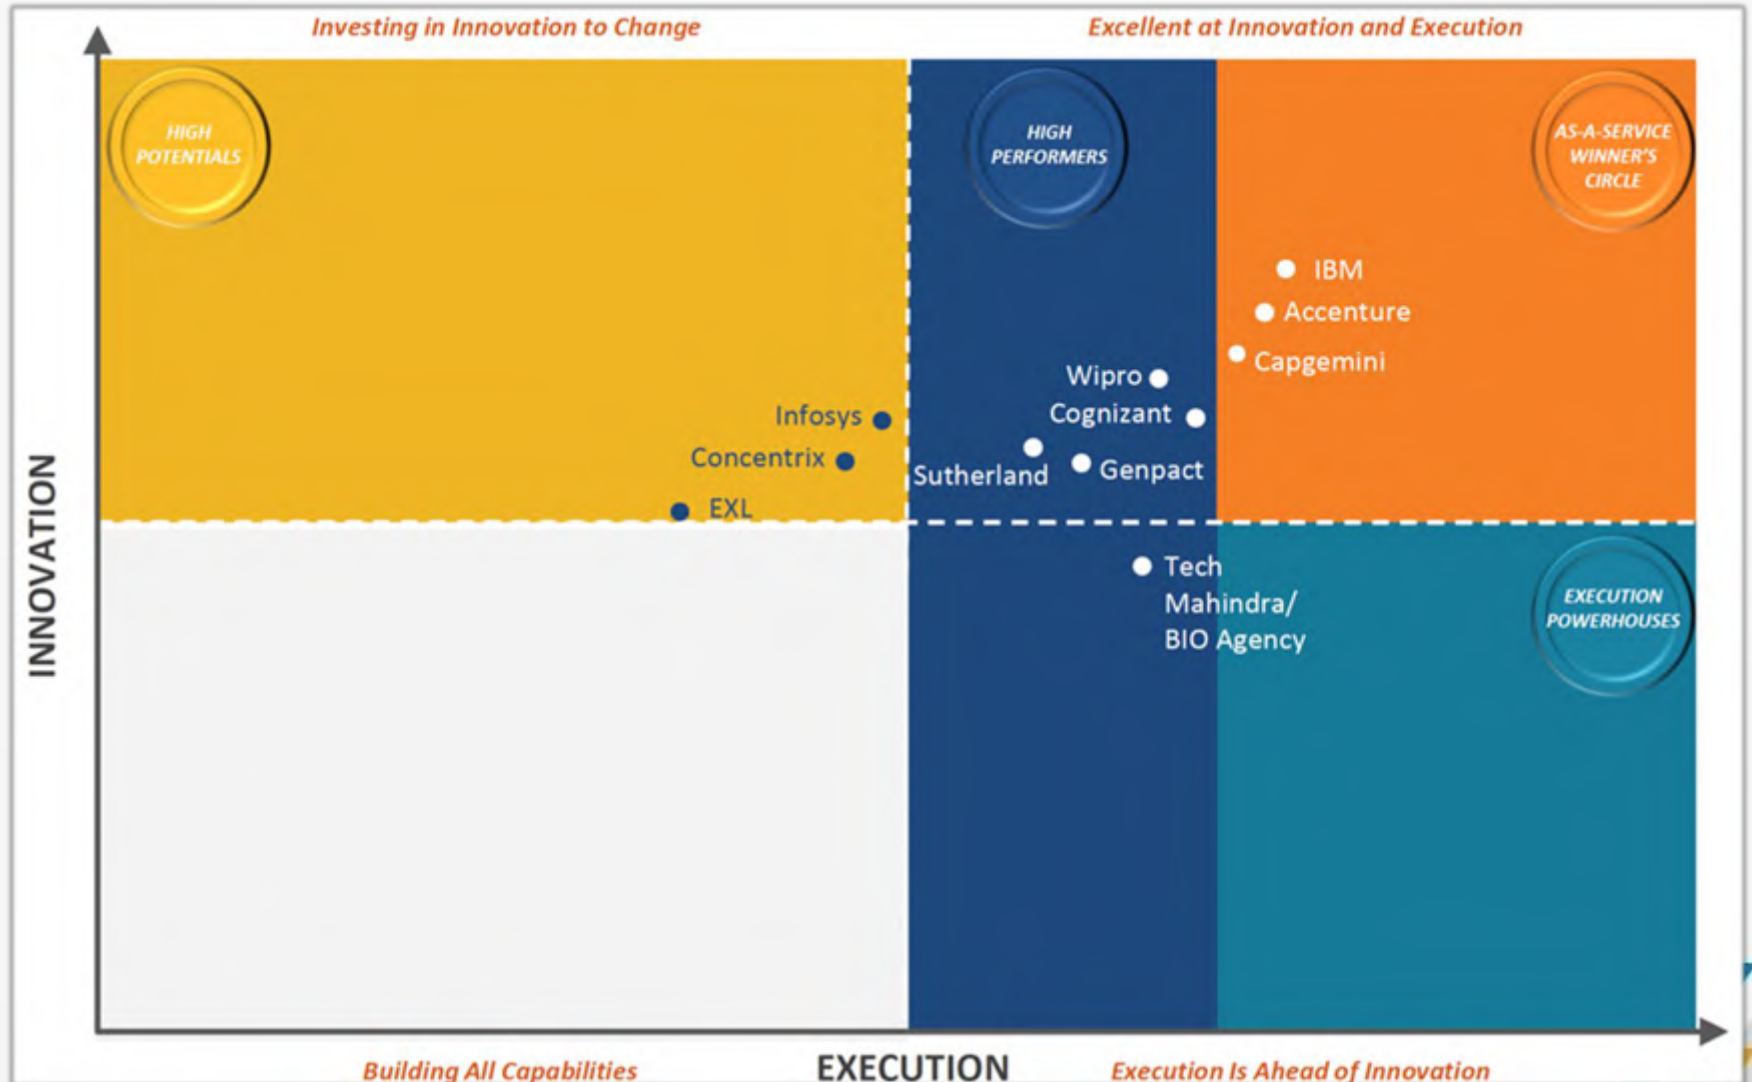 Investing in Innovation to Change
Excellent at Innovation and Execution
HIGH
POTENTIALS
HIGH
PERFORMERS
AS-A-SERVICE
WINNER'S
CIRCLE
IBM
Accenture
Capgemini
Wipro
Cognizant
Infosys
Sutherland
Genpact
Concentrix
EXL
Tech
Mahindra/
BIO Agency
EXECUTION
POWERHOUSES
INNOVATION
EXECUTION
Building All Capabilities
Execution Is Ahead of Innovation